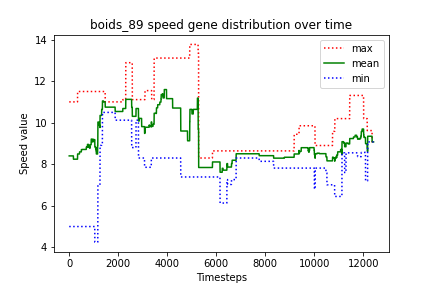 boids_89 speed gene distribution over time
14
12
10
8
6
4
Speed value
max
mean
min
0
2000
4000
6000
8000
10000
12000
Timesteps